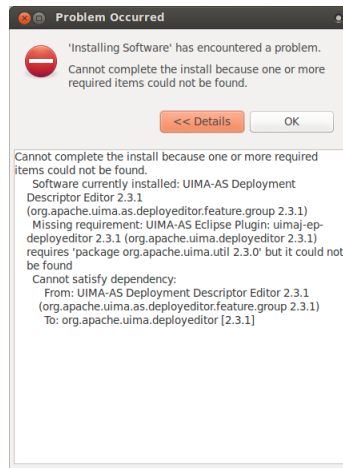 Problem Occurred
'Installing Software' has encountered a problem.
Cannot complete the install because one or more
required items could not be found.
<< Details
OK
Cannot complete the install because one or more required
items could not be found.
Software currently installed: UIMA-AS Deployment
Descriptor Editor 2.3.1
(org.apache.uima.as.deployeditor.feature.group 2.3.1)
Missing requirement: UIMA-AS Eclipse Plugin: uimaj-ep-
deployeditor 2.3.1 (org.apache.uima.deployeditor 2.3.1)
requires 'package org.apache.uima.util 2.3.0' but it could not
be found
Cannot satisfy dependency:
From: UIMA-AS Deployment Descriptor Editor 2.3.1
(org.apache.uima.as.deployeditor.feature.group 2.3.1)
To: org.apache.uima.deployeditor [2.3.1]